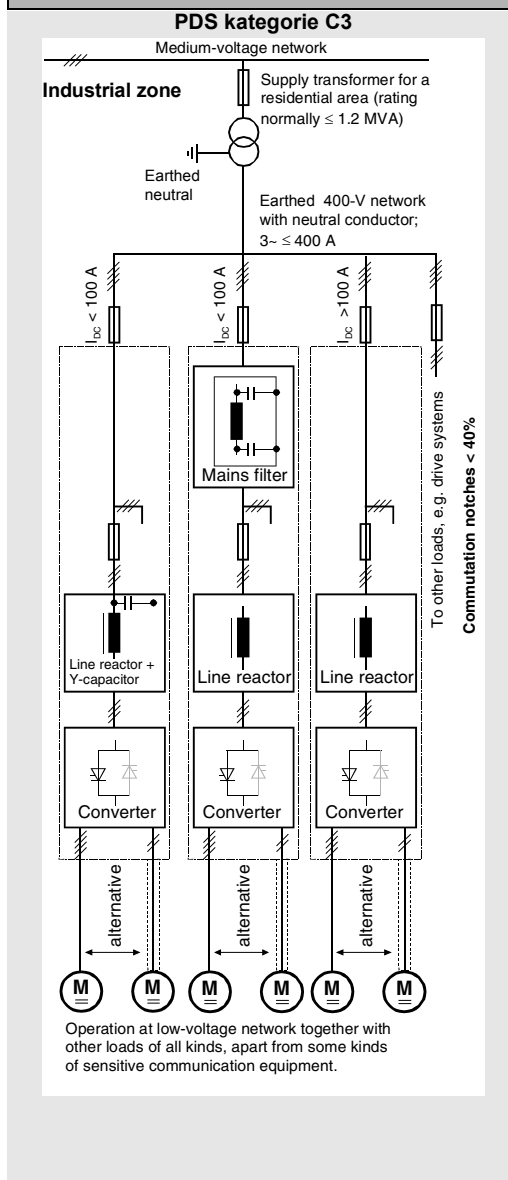 PDS kategorie C3
Medium-voltage network
Industrial zone
Supply transformer for a
residential area (rating
normally ≤ 1.2 MVA)
Earthed
neutral
Earthed 400-V network
with neutral conductor;
3~ ≤ 400 A
I_DC < 100 A
I_DC < 100 A
I_DC >100 A
To other loads, e.g. drive systems
Commutation notches < 40%
Mains filter
Line reactor +
Y-capacitor
Line reactor
Line reactor
Converter
Converter
Converter
alternative
alternative
alternative
M
M
M
M
M
M
Operation at low-voltage network together with
other loads of all kinds, apart from some kinds
of sensitive communication equipment.